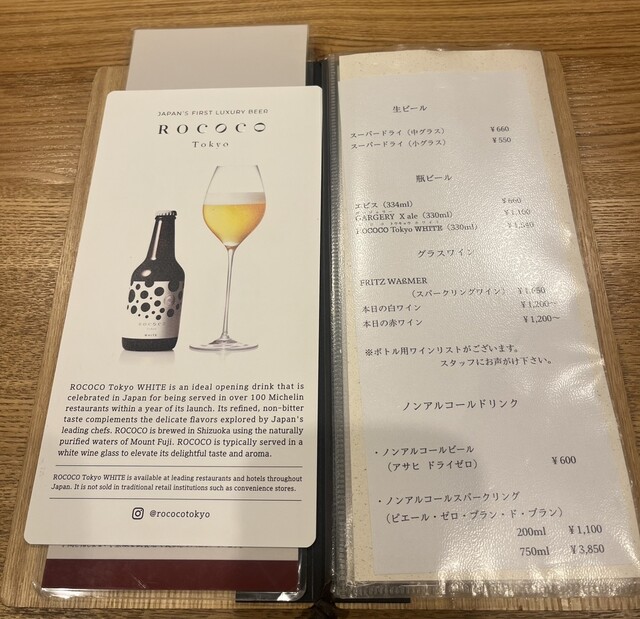 JAPAN'S FIRST LUXURY BEER
ROCOCO
Tokyo
ROCOCO
WHITE
ROCOCO Tokyo WHITE is an ideal opening drink that is
celebrated in Japan for being served in over 100 Michelin
restaurants within a year of its launch. Its refined, non-bitter
taste complements the delicate flavors explored by Japan's
leading chefs. ROCOCO is brewed in Shizuoka using the naturally
purified waters of Mount Fuji. ROCOCO is typically served in a
white wine glass to elevate its delightful taste and aroma.
ROCOCO Tokyo WHITE is available at leading restaurants and hotels throughout
Japan. It is not sold in traditional retail institutions such as convenience stores.
@rococotokyo
生ビール
スーパードライ（中グラス） ¥660
スーパードライ（小グラス） ¥550
瓶ビール
エビス（334ml） ¥660
GARGERY X ale（330ml） ¥1,100
ROCOCO Tokyo WHITE（330ml）
グラスワイン
FRITZ WARMER
（スパークリングワイン）
本日の白ワイン ¥1,200～
本日の赤ワイン ¥1,200～
※ボトル用ワインリストがございます。
スタッフにお声がけ下さい。
ノンアルコールドリンク
・ノンアルコールビール
（アサヒ ドライゼロ） ¥600
・ノンアルコールスパークリング
（ピエール・ゼロ・ブラン・ド・ブラン）
200ml ¥1,100
750ml ¥3,850